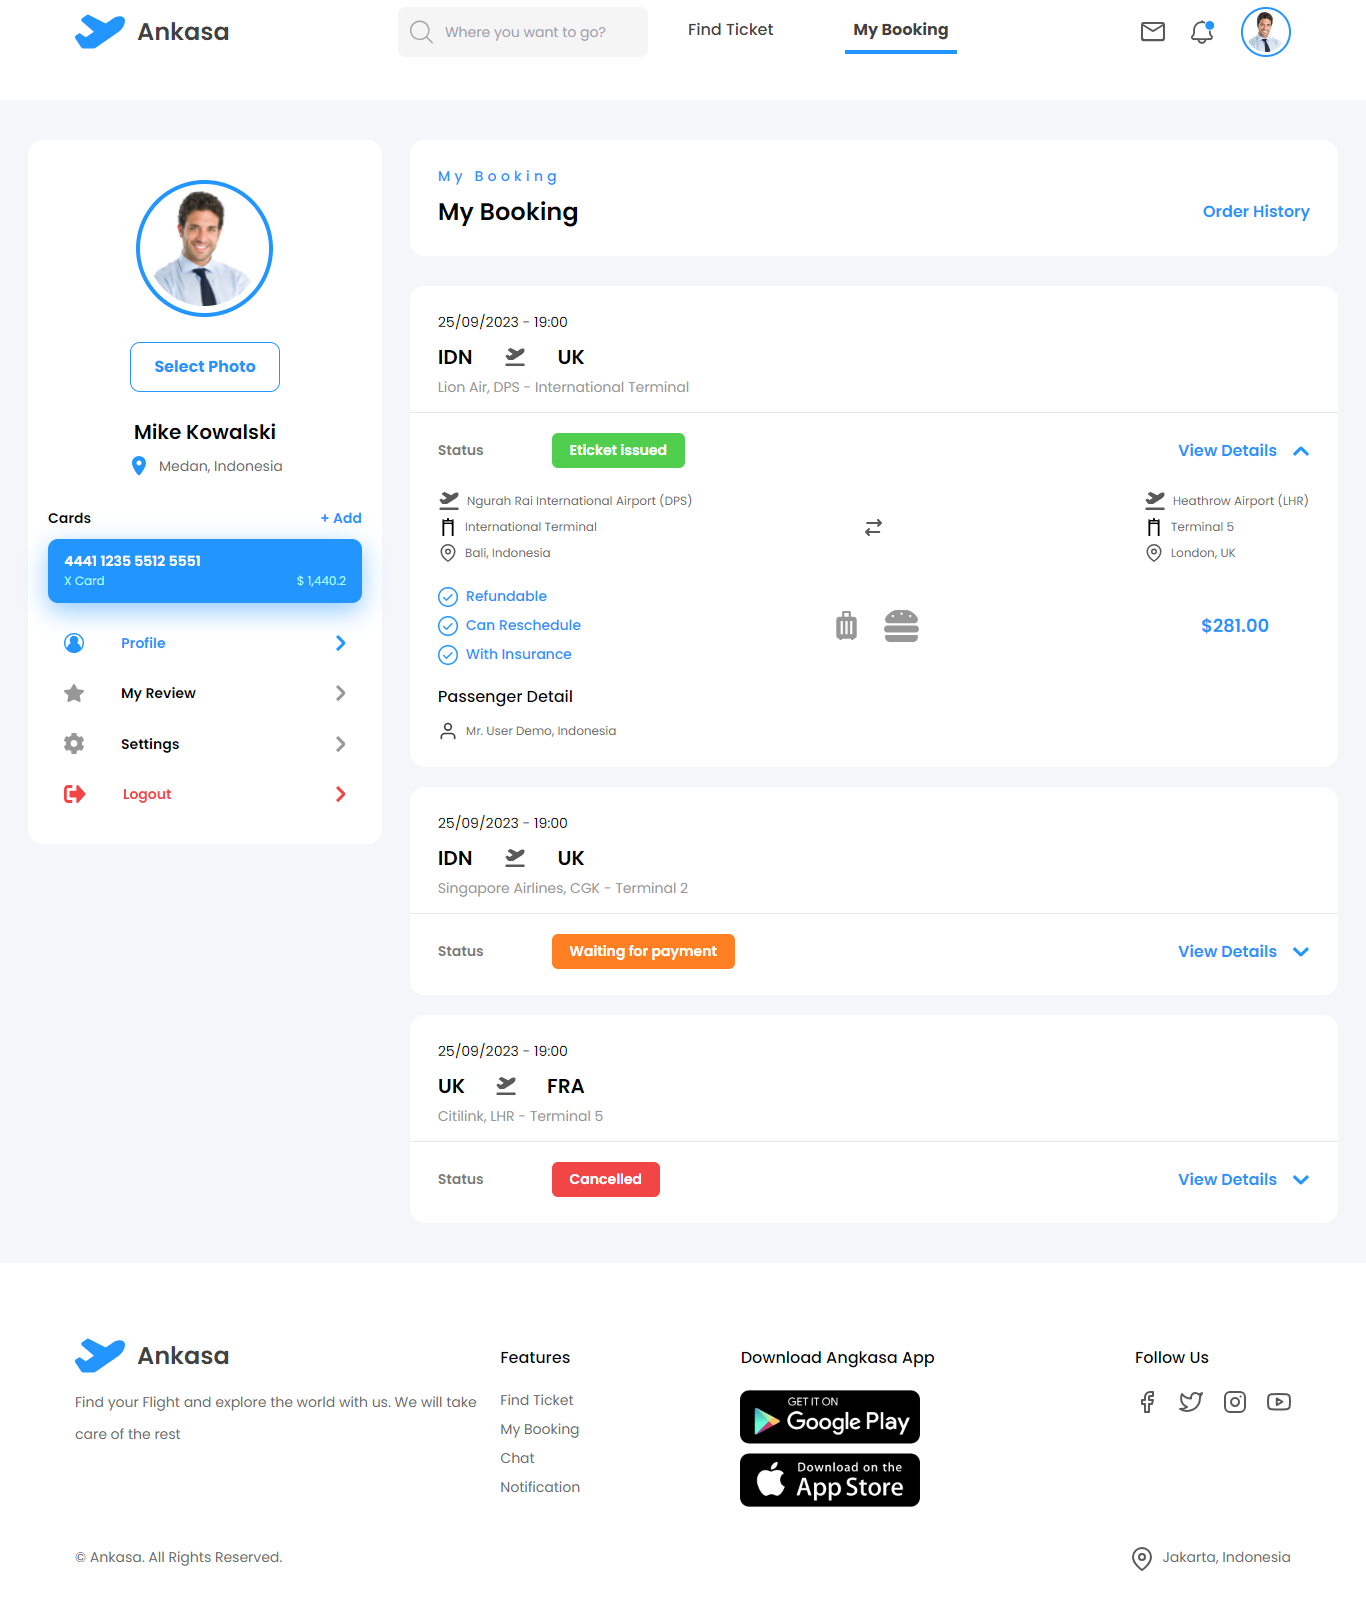 Ankasa
Where you want to go?
Find Ticket
My Booking
Select Photo
Mike Kowalski
Medan, Indonesia
Cards
+ Add
4441 1235 5512 5551
X Card
$ 1,440.2
Profile
My Review
Settings
Logout
My Booking
My Booking
Order History
25/09/2023 - 19:00
IDN
UK
Lion Air, DPS - International Terminal
Status
Eticket issued
View Details
Ngurah Rai International Airport (DPS)
International Terminal
Bali, Indonesia
Heathrow Airport (LHR)
Terminal 5
London, UK
Refundable
Can Reschedule
With Insurance
$281.00
Passenger Detail
Mr. User Demo, Indonesia
25/09/2023 - 19:00
IDN
UK
Singapore Airlines, CGK - Terminal 2
Status
Waiting for payment
View Details
25/09/2023 - 19:00
UK
FRA
Citilink, LHR - Terminal 5
Status
Cancelled
View Details
Ankasa
Find your Flight and explore the world with us. We will take
care of the rest
Features
Find Ticket
My Booking
Chat
Notification
Download Angkasa App
GET IT ON
Google Play
Download on the
App Store
Follow Us
© Ankasa. All Rights Reserved.
Jakarta, Indonesia